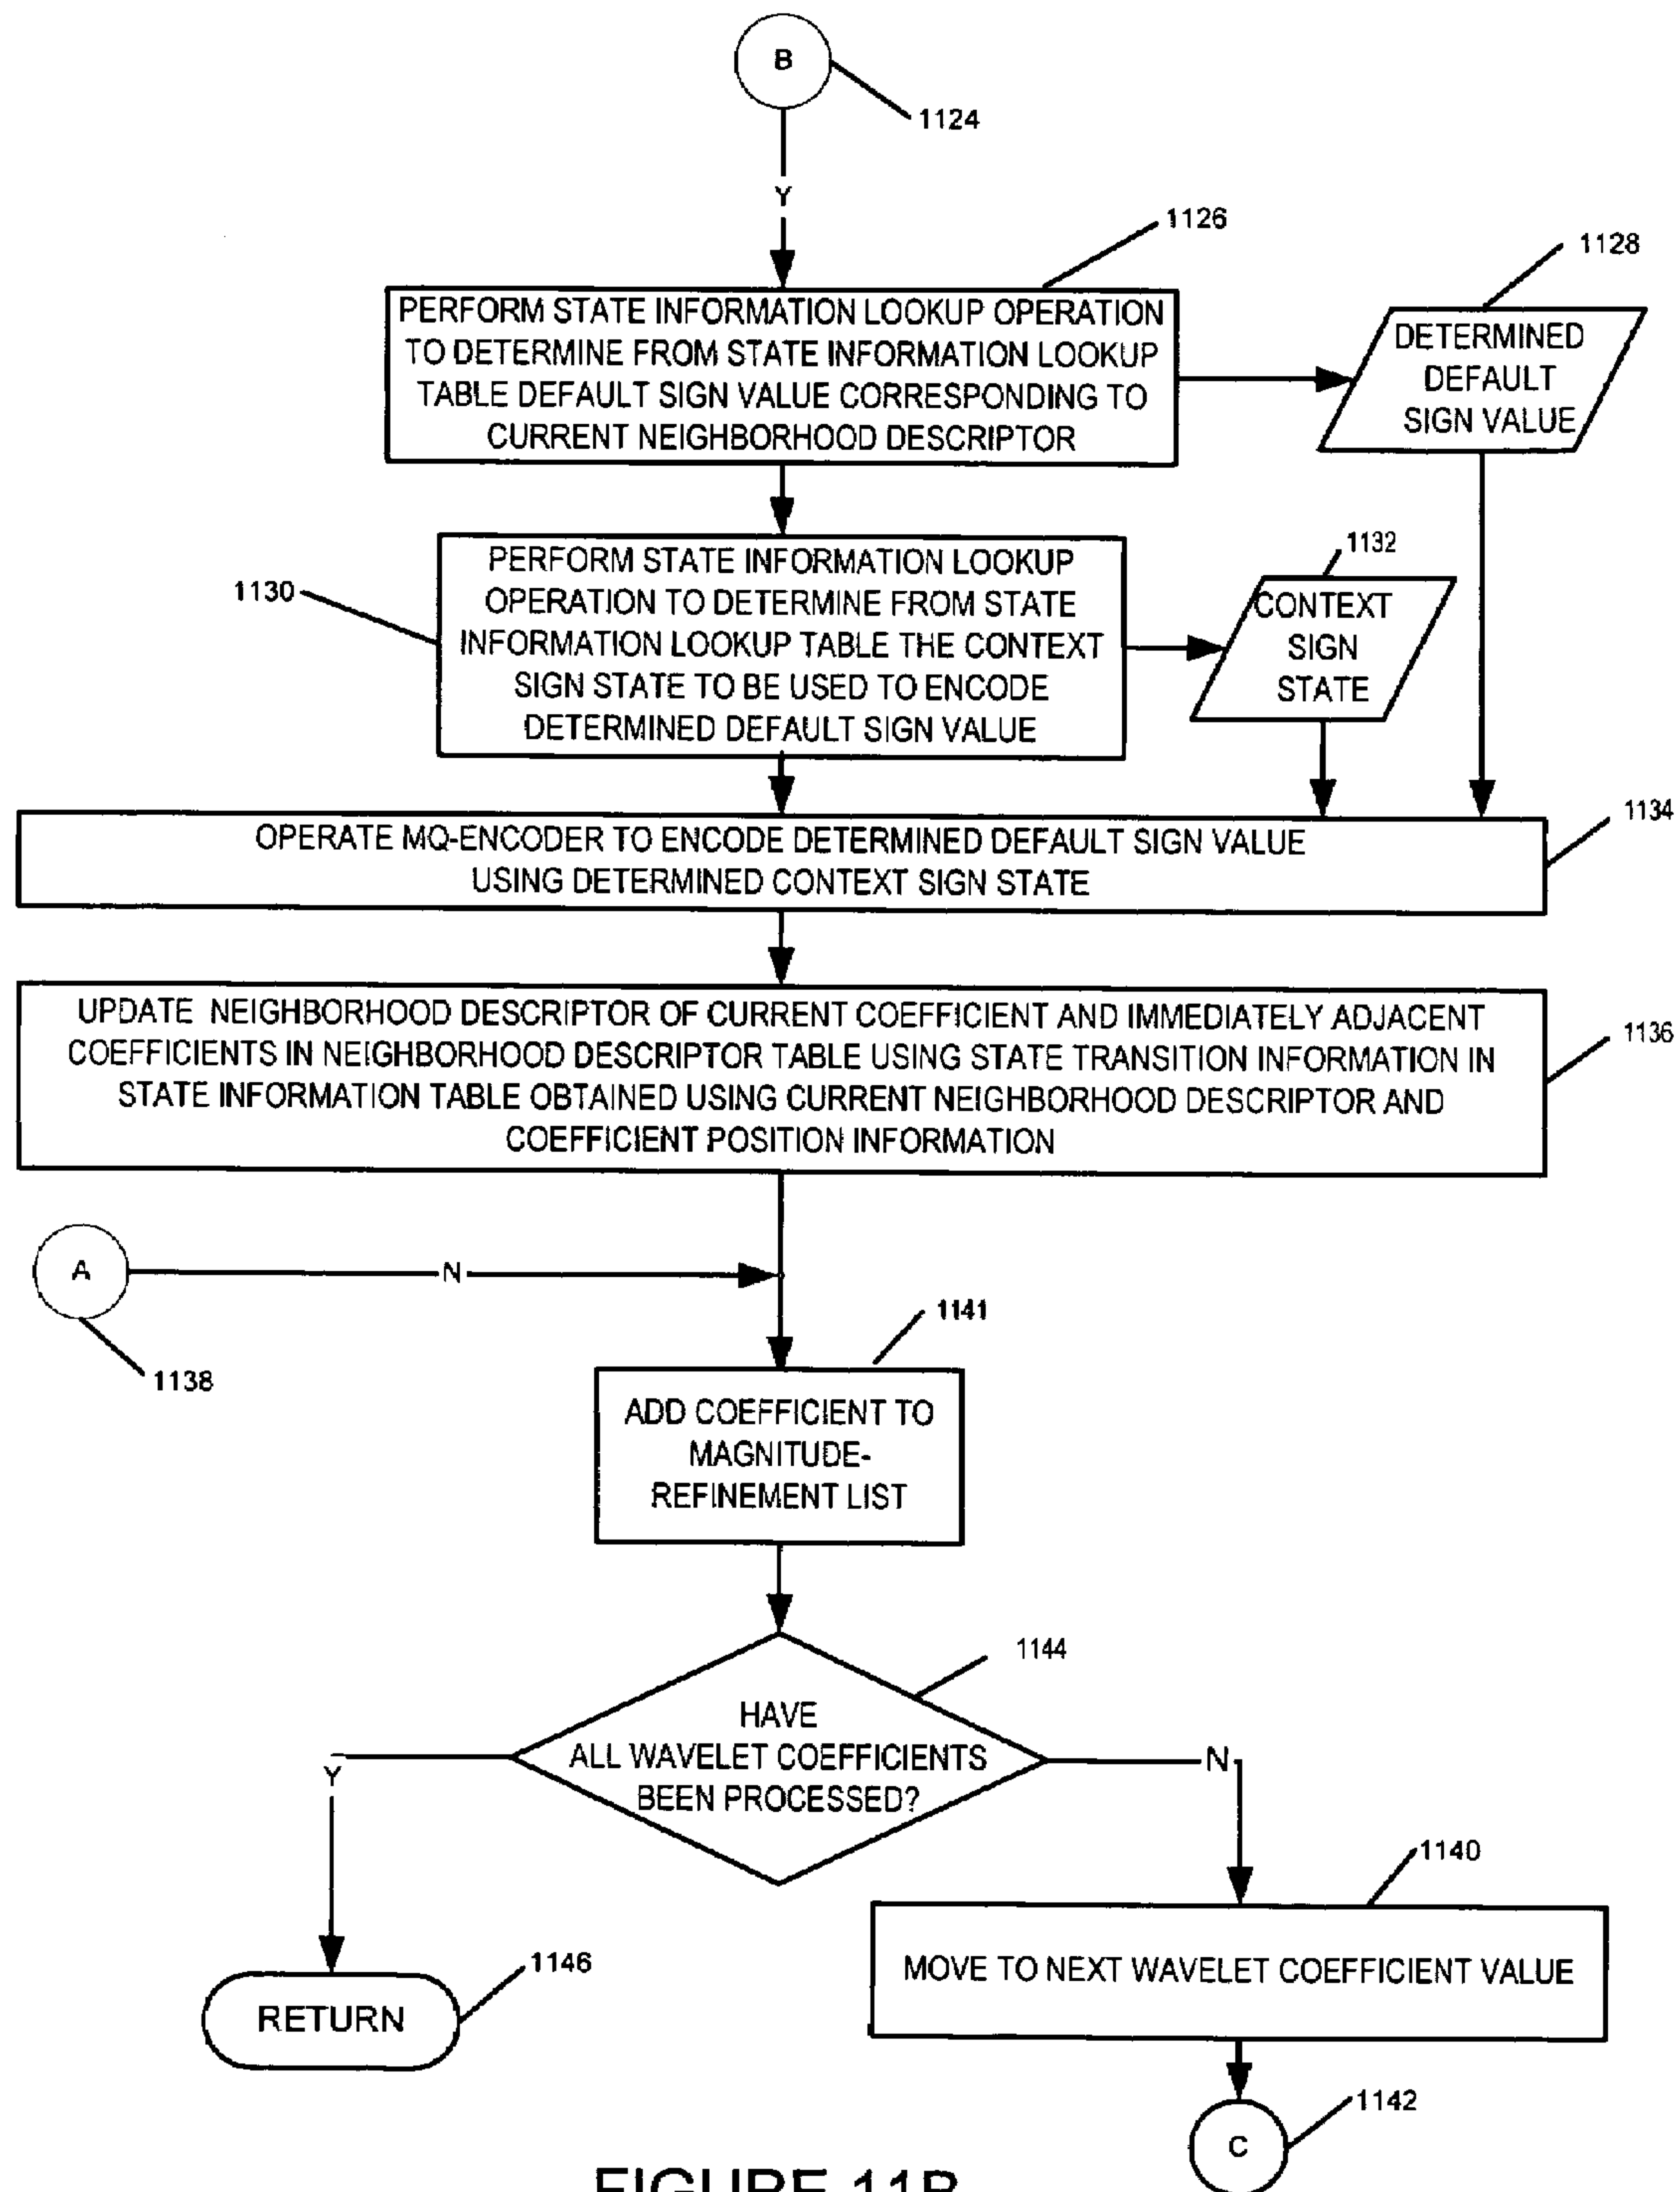 B
1124
Y
1126
1128
PERFORM STATE INFORMATION LOOKUP OPERATION
TO DETERMINE FROM STATE INFORMATION LOOKUP
TABLE DEFAULT SIGN VALUE CORRESPONDING TO
CURRENT NEIGHBORHOOD DESCRIPTOR
DETERMINED
DEFAULT
SIGN VALUE
1130
PERFORM STATE INFORMATION LOOKUP
OPERATION TO DETERMINE FROM STATE
INFORMATION LOOKUP TABLE THE CONTEXT
SIGN STATE TO BE USED TO ENCODE
DETERMINED DEFAULT SIGN VALUE
1132
CONTEXT
SIGN
STATE
1134
OPERATE MQ-ENCODER TO ENCODE DETERMINED DEFAULT SIGN VALUE
USING DETERMINED CONTEXT SIGN STATE
UPDATE NEIGHBORHOOD DESCRIPTOR OF CURRENT COEFFICIENT AND IMMEDIATELY ADJACENT
COEFFICIENTS IN NEIGHBORHOOD DESCRIPTOR TABLE USING STATE TRANSITION INFORMATION IN
STATE INFORMATION TABLE OBTAINED USING CURRENT NEIGHBORHOOD DESCRIPTOR AND
COEFFICIENT POSITION INFORMATION
1136
A
N
1138
1141
ADD COEFFICIENT TO
MAGNITUDE-
REFINEMENT LIST
1144
HAVE
ALL WAVELET COEFFICIENTS
BEEN PROCESSED?
Y
N
1140
MOVE TO NEXT WAVELET COEFFICIENT VALUE
1146
RETURN
1142
C
FIGURE 11B